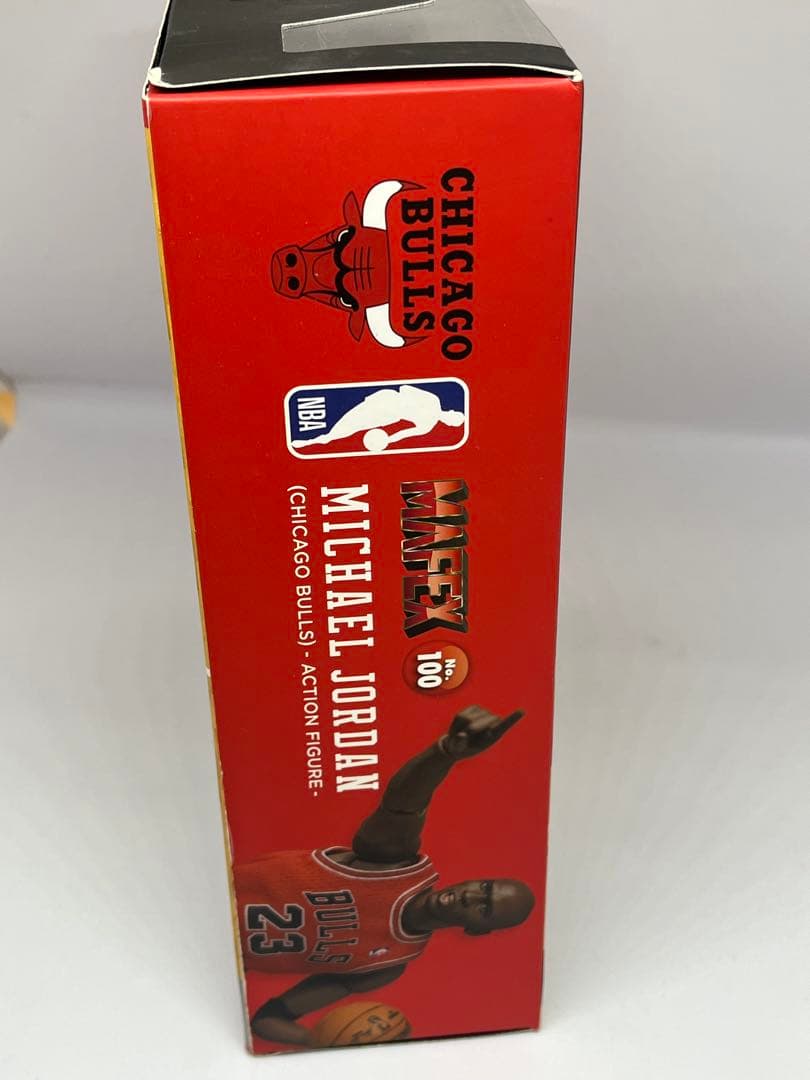 CHICAGO
BULLS
NBA
MAFEX
No.
100
MICHAEL JORDAN
(CHICAGO BULLS) - ACTION FIGURE -
BULLS
23